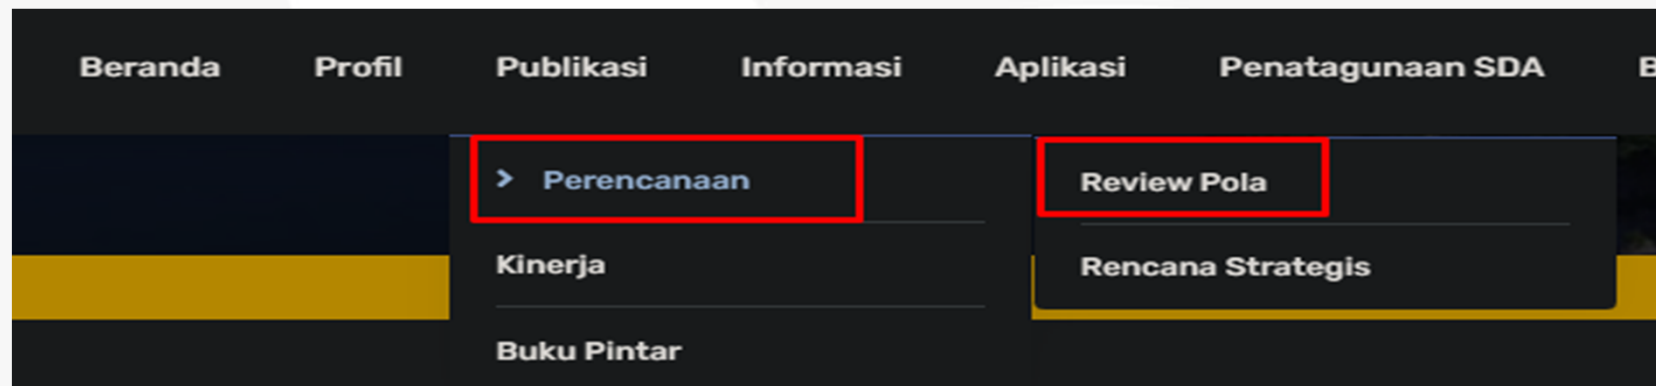 Beranda Profil Publikasi Informasi Aplikasi Penatagunaan SDA
Perencanaan
Kinerja
Buku Pintar
Review Pola
Rencana Strategis